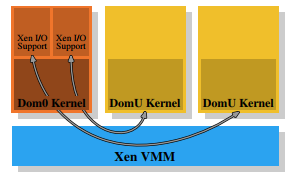 Xen I/O
Support
Xen I/O
Support
Dom0 Kernel
DomU Kernel
DomU Kernel
Xen VMM